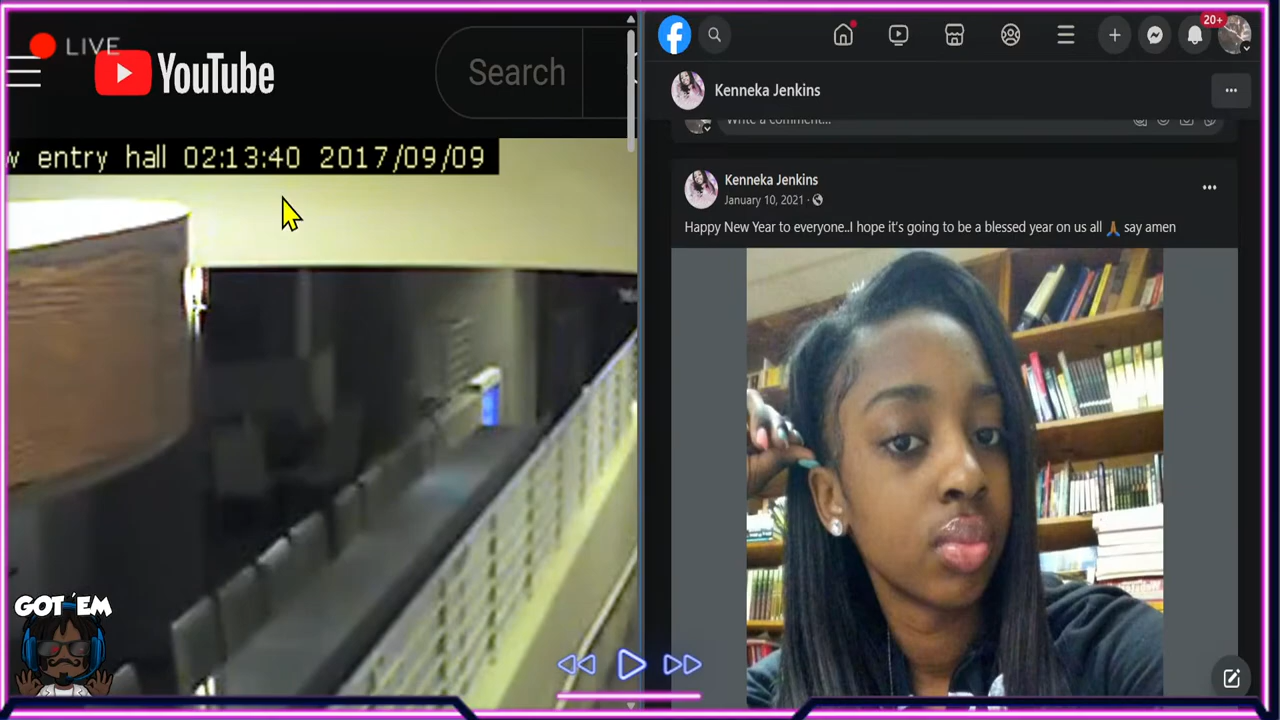 LIVE
YouTube
Search
w entry hall 02:13:40 2017/09/09
GOT 'EM
20+
Kenneka Jenkins
Write a comment...
Kenneka Jenkins
January 10, 2021 ·
Happy New Year to everyone..I hope it's going to be a blessed year on us all 🙏 say amen